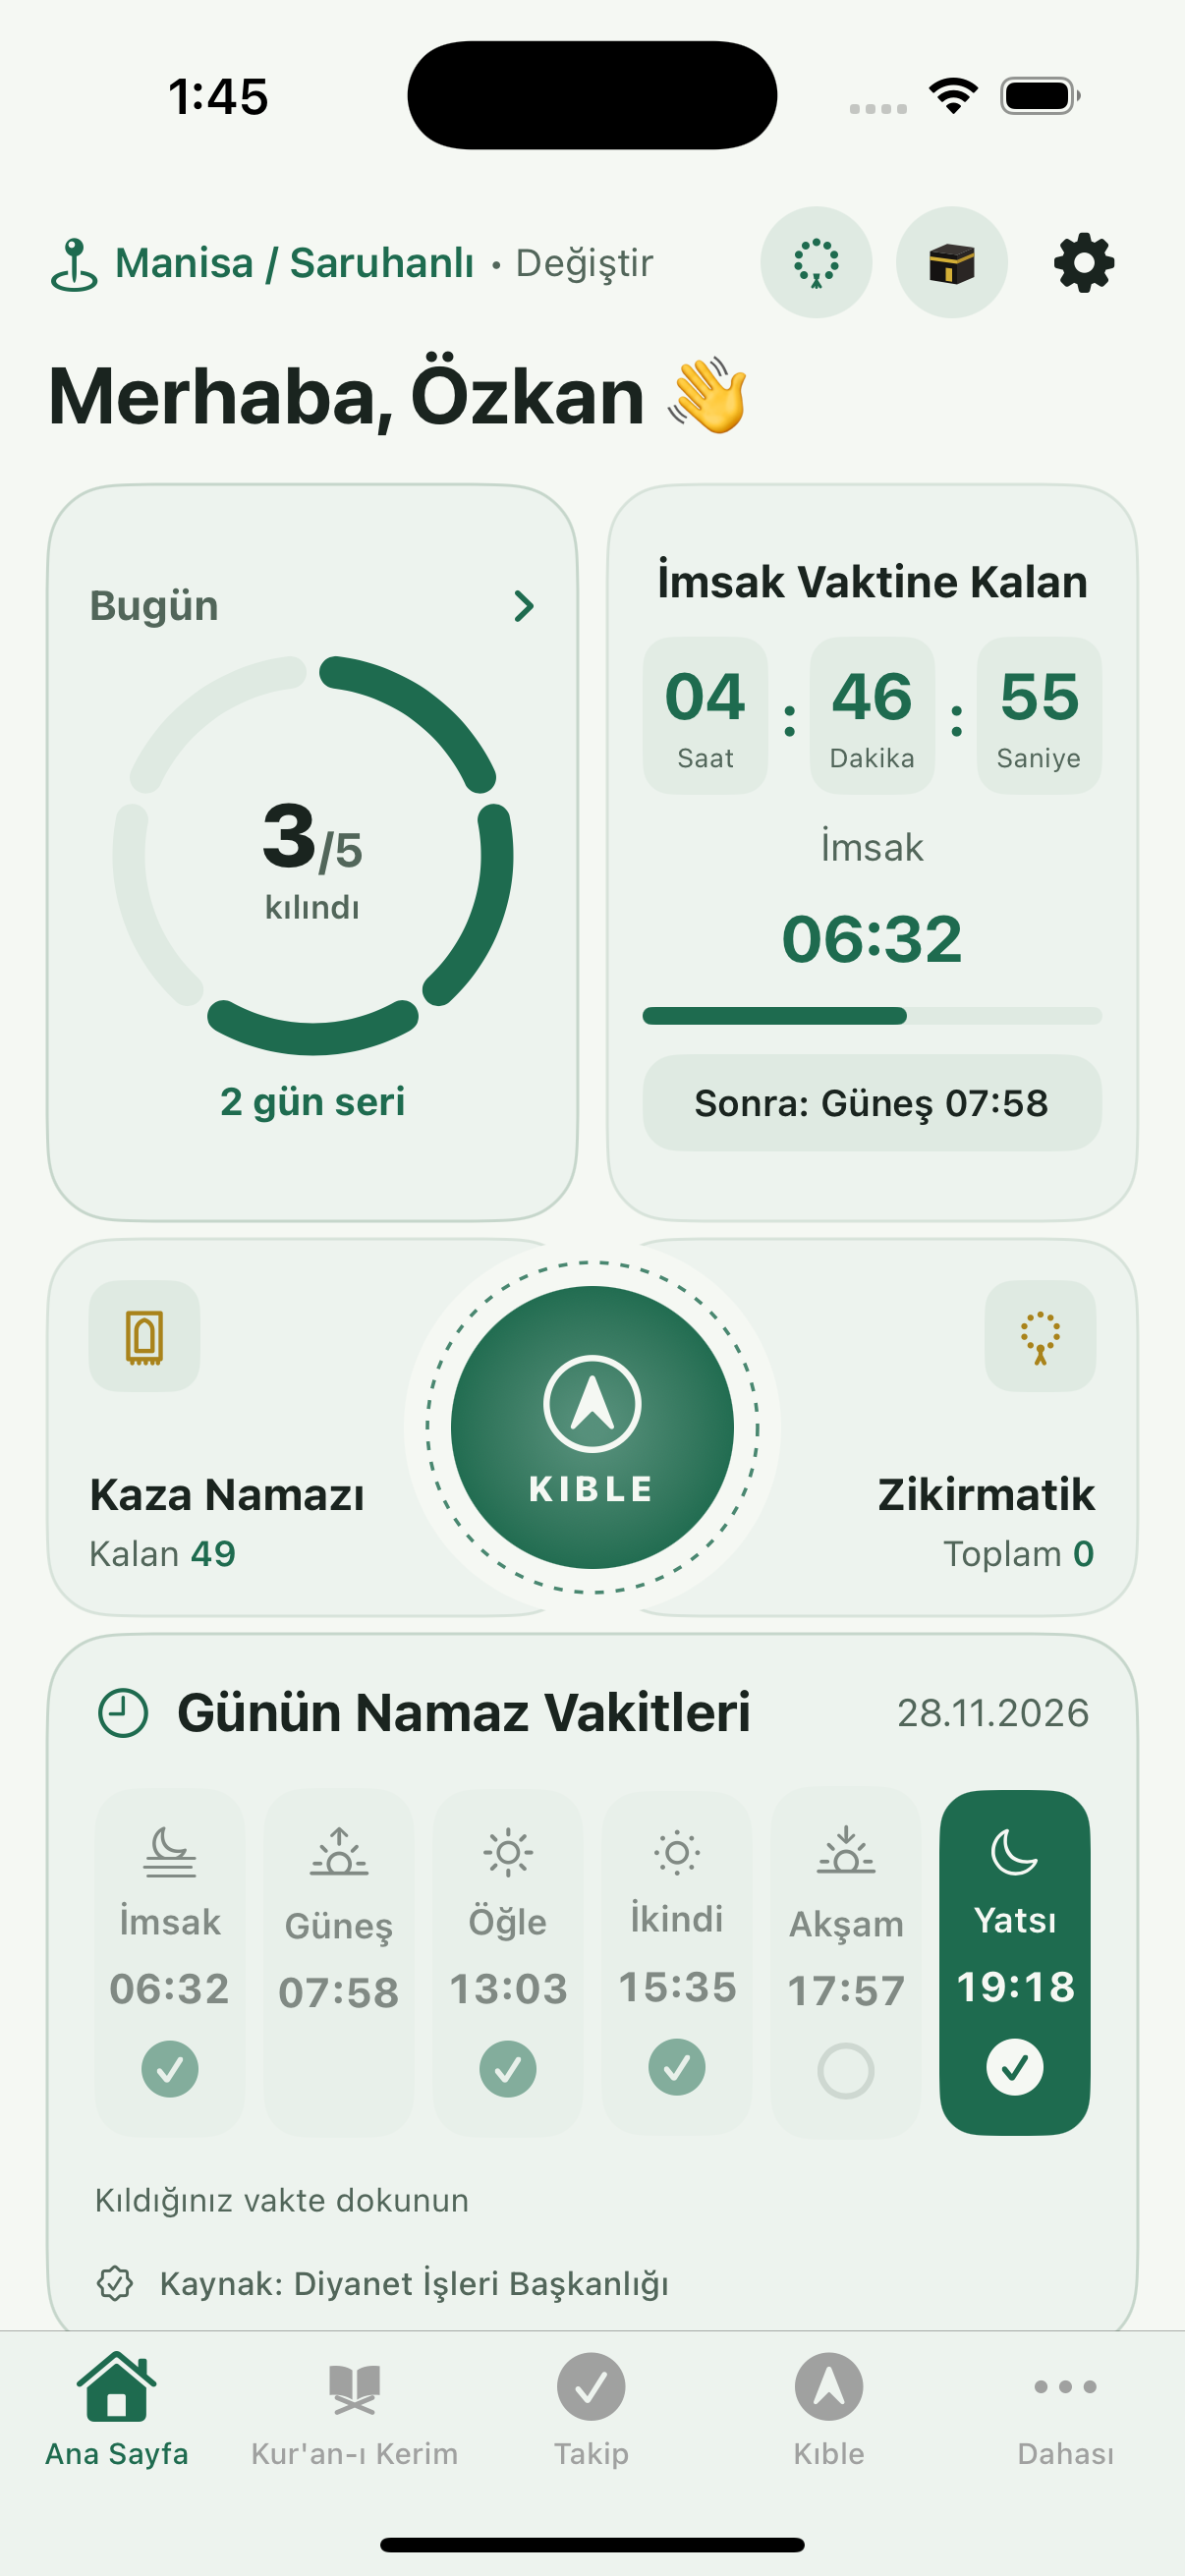 1:45
Manisa / Saruhanlı • Değiştir
Merhaba, Özkan 👋
Bugün
3/5
kılındı
2 gün seri
İmsak Vaktine Kalan
04 : 46 : 55
Saat Dakika Saniye
İmsak
06:32
Sonra: Güneş 07:58
Kaza Namazı
Kalan 49
KIBLE
Zikirmatik
Toplam 0
Günün Namaz Vakitleri 28.11.2026
İmsak Güneş Öğle İkindi Akşam Yatsı
06:32 07:58 13:03 15:35 17:57 19:18
Kıldığınız vakte dokunun
Kaynak: Diyanet İşleri Başkanlığı
Ana Sayfa Kur'an-ı Kerim Takip Kıble Dahası